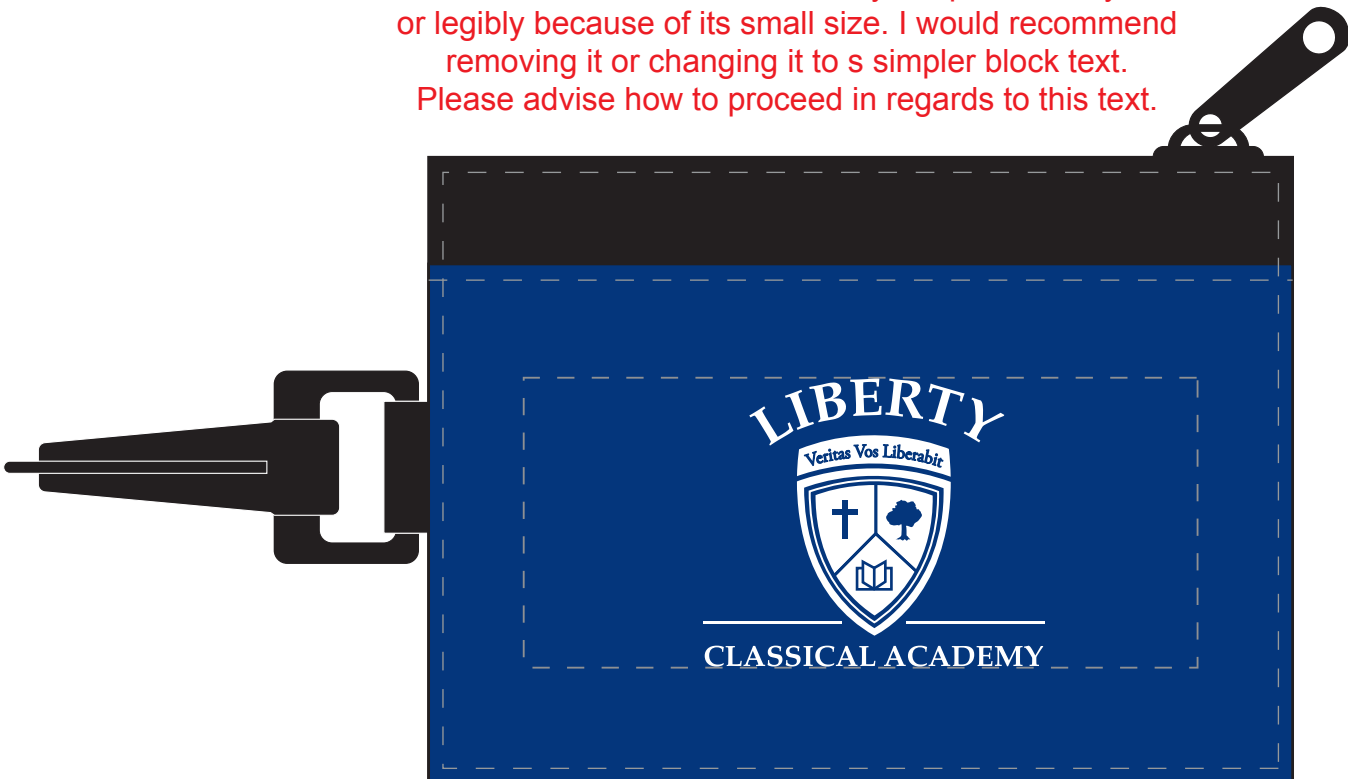 or legibly because of its small size. I would recommend
removing it or changing it to s simpler block text.
Please advise how to proceed in regards to this text.
LIBERTY
Veritas Vos Liberabit
CLASSICAL ACADEMY